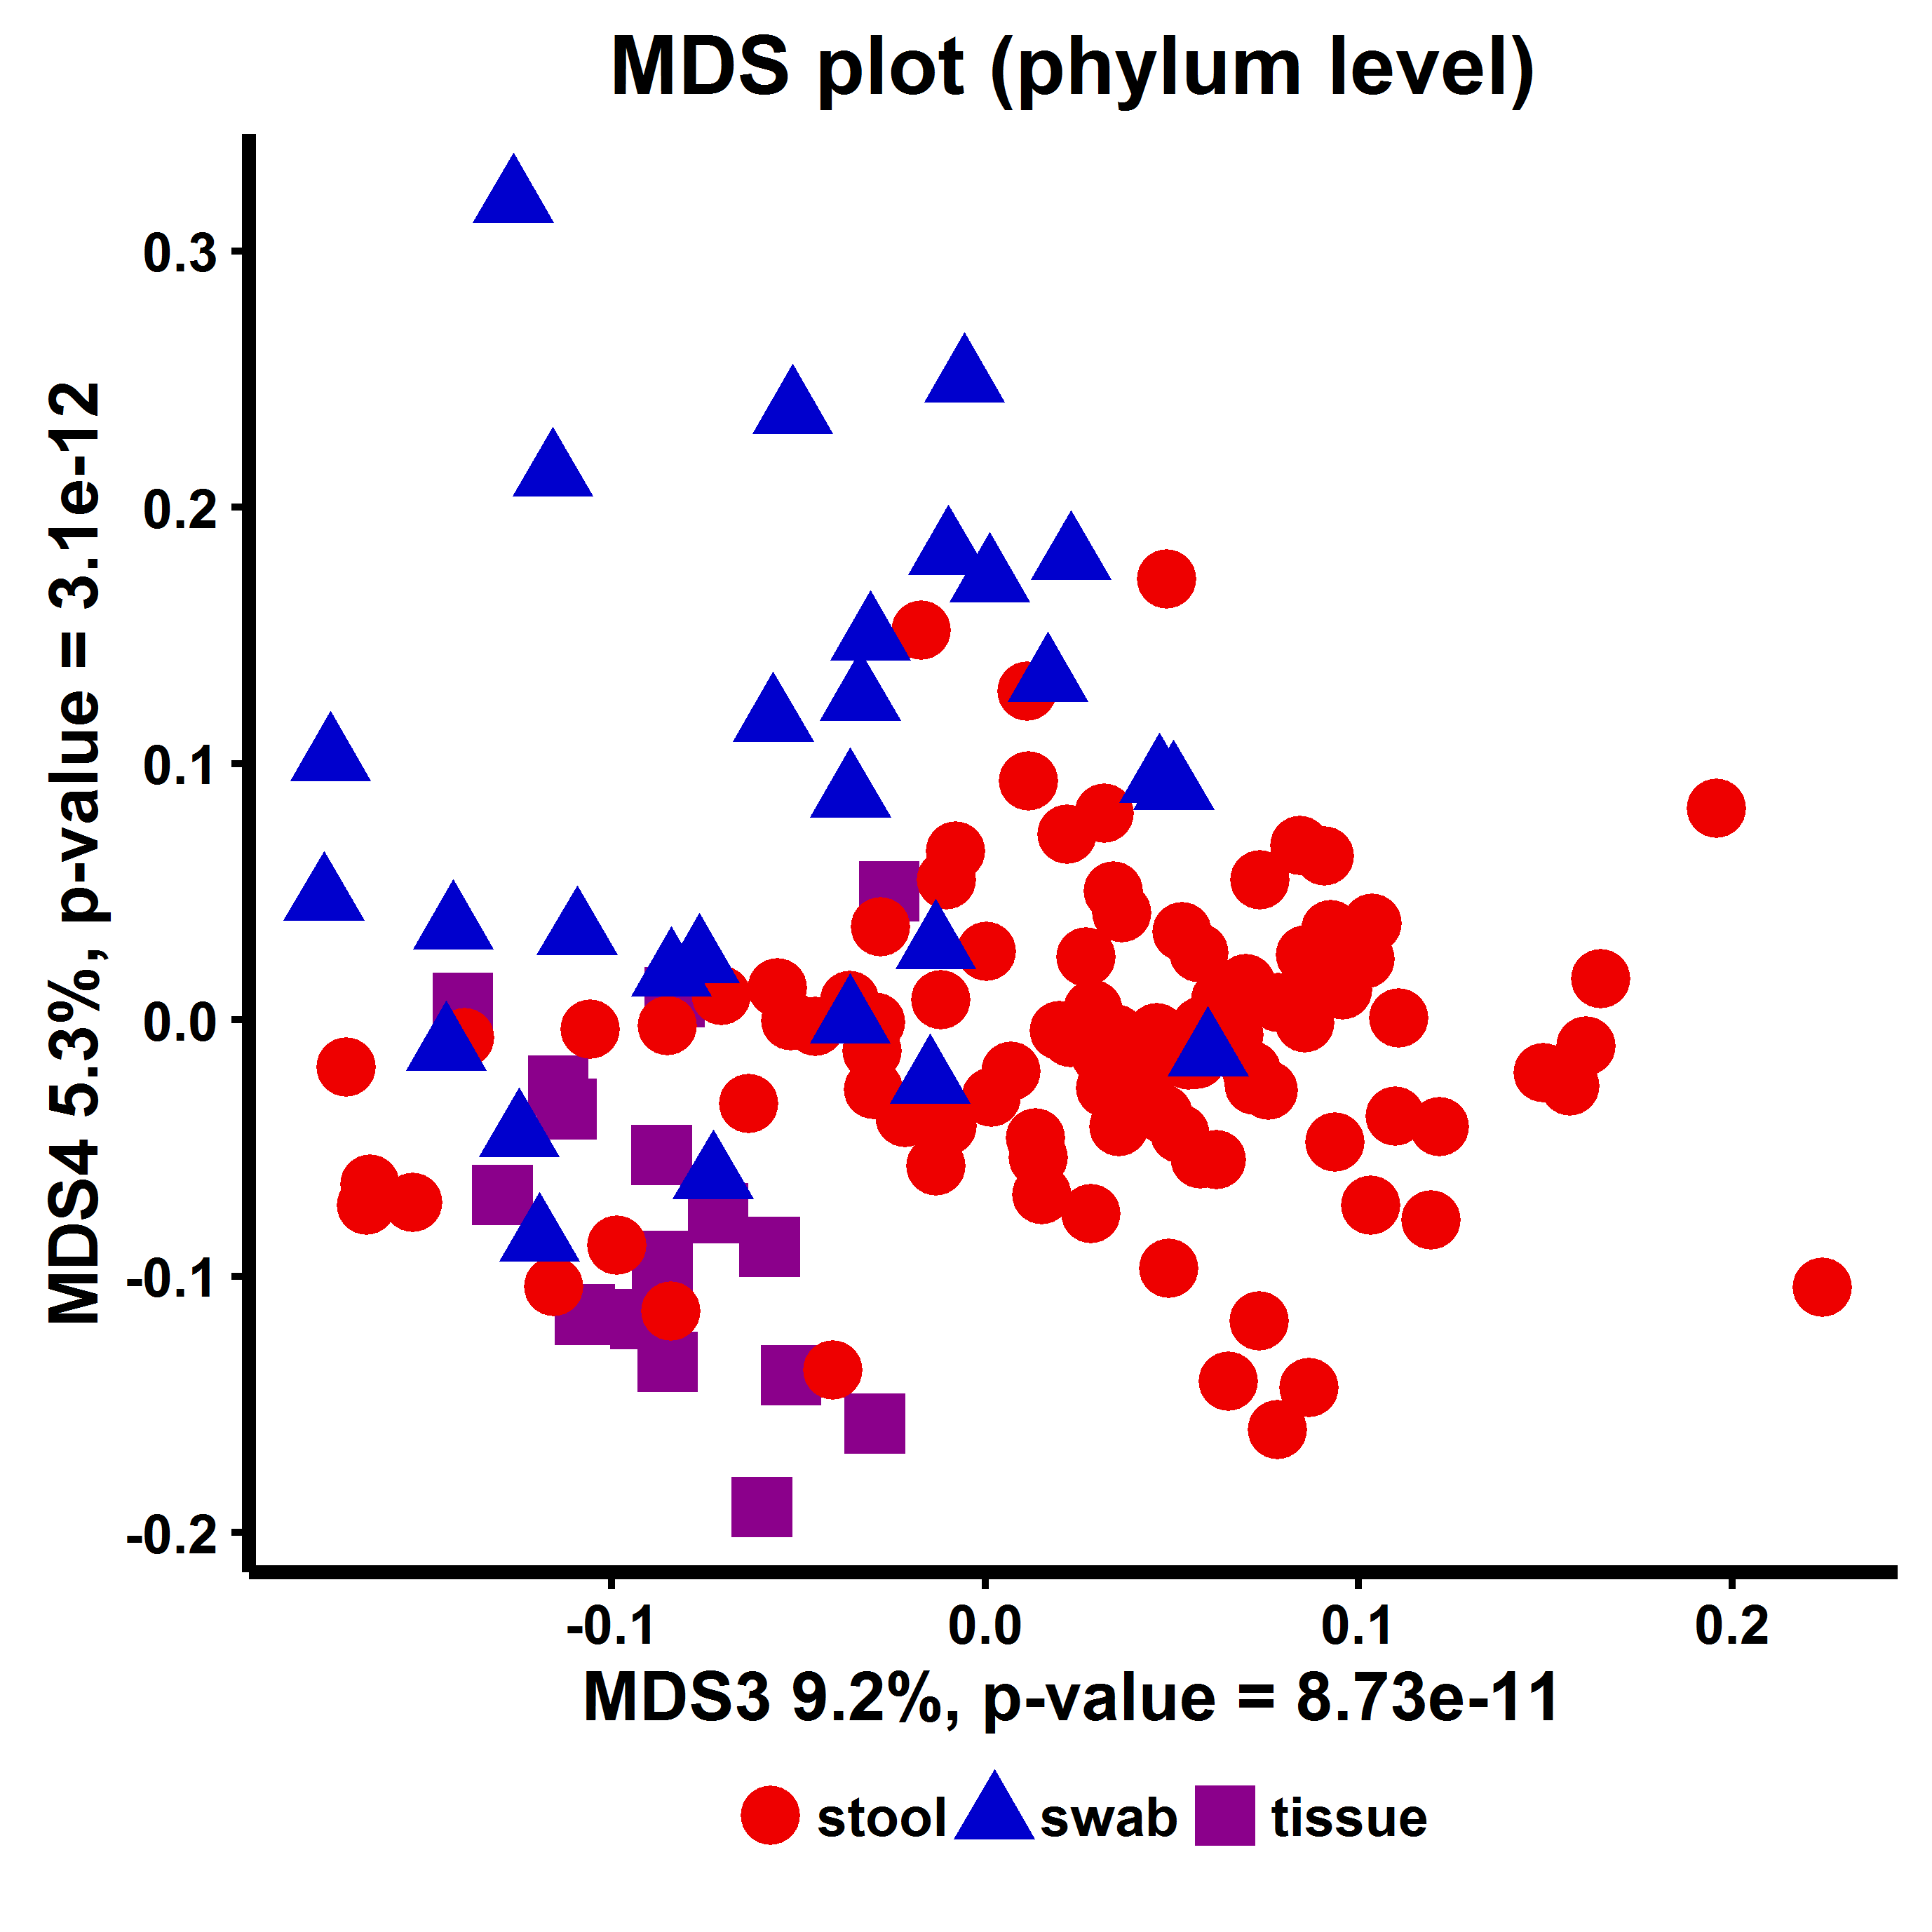 MDS plot (phylum level)
MDS4 5.3%, p-value = 3.1e-12
0.3
0.2
0.1
0.0
-0.1
-0.2
-0.1 0.0 0.1 0.2
MDS3 9.2%, p-value = 8.73e-11
stool swab tissue